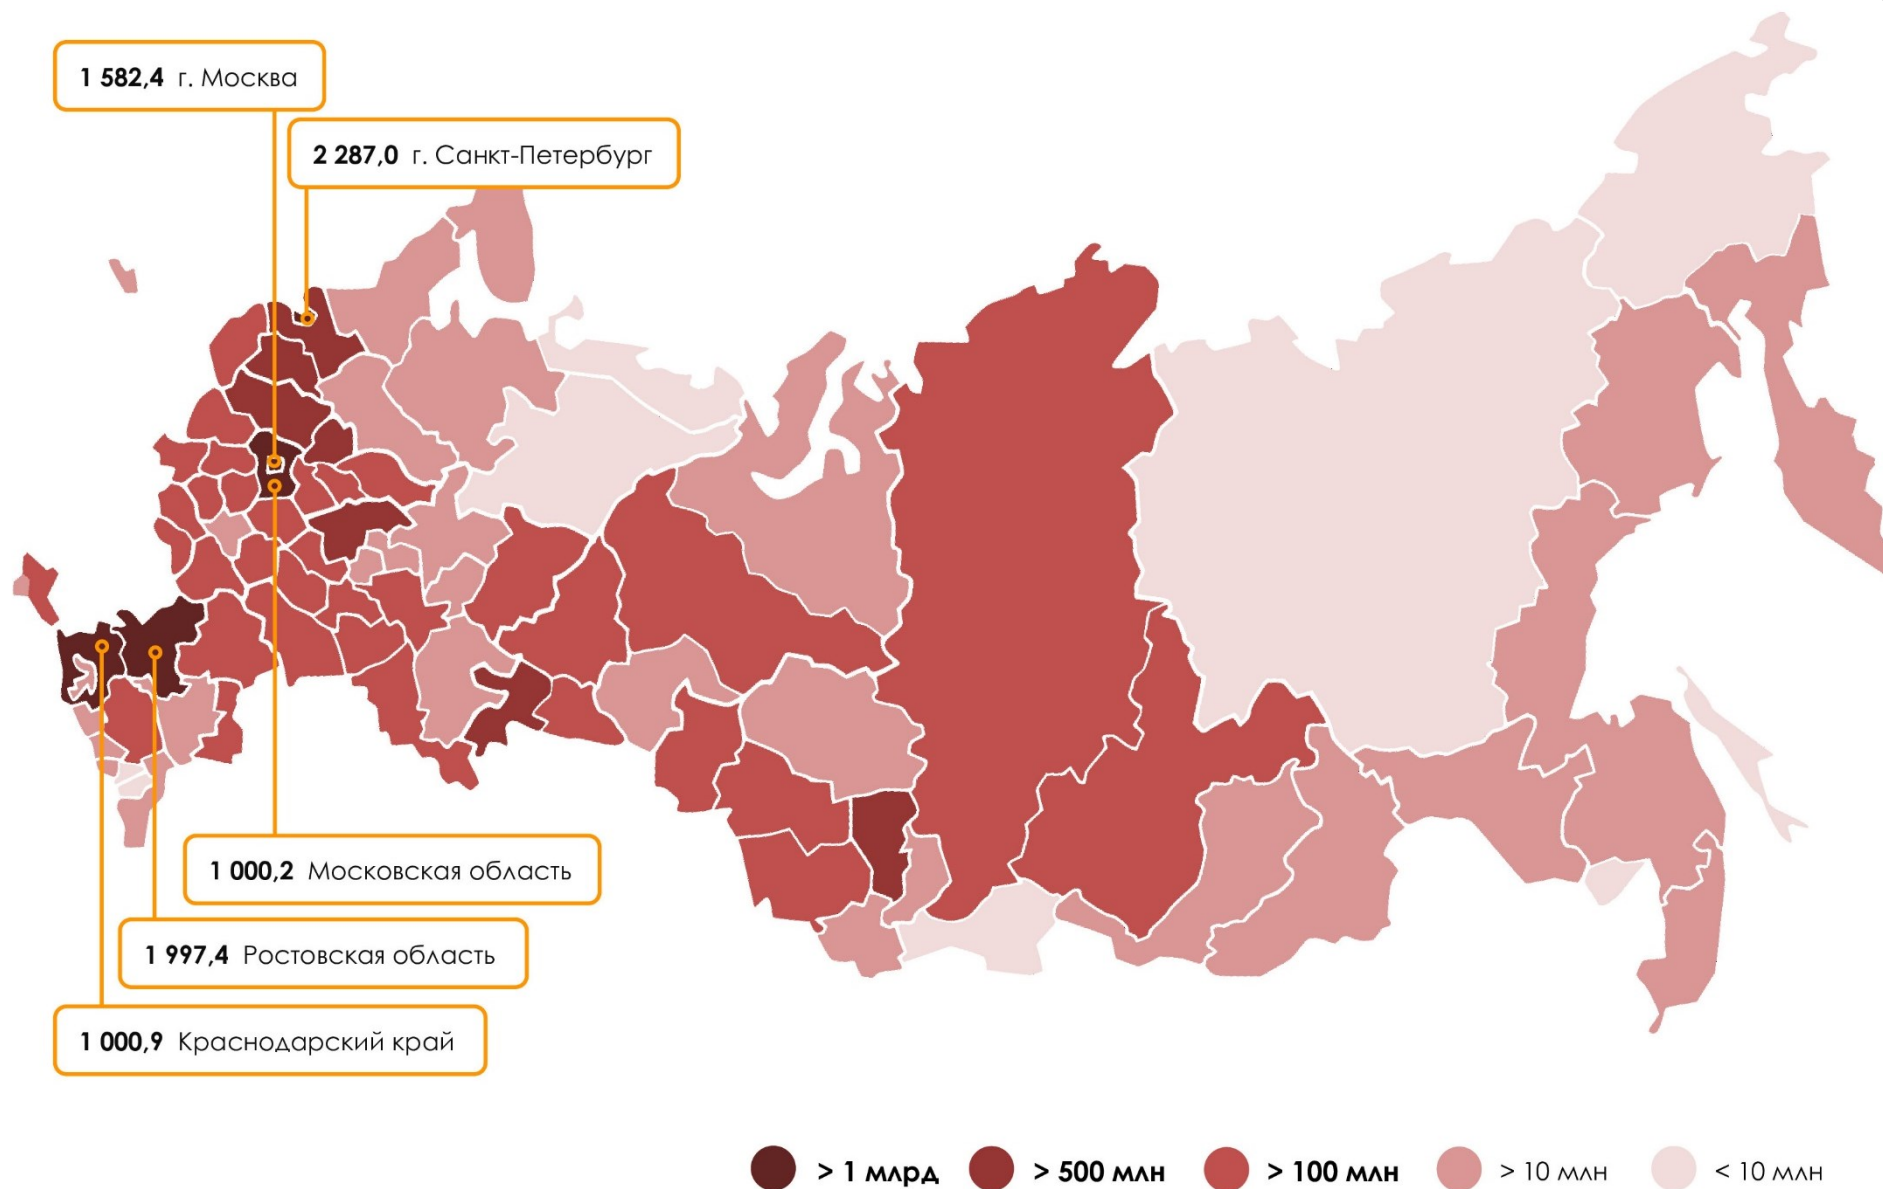 1 582,4 г. Москва
2 287,0 г. Санкт-Петербург
1 000,2 Московская область
1 997,4 Ростовская область
1 000,9 Краснодарский край
> 1 млрд > 500 млн > 100 млн > 10 млн < 10 млн